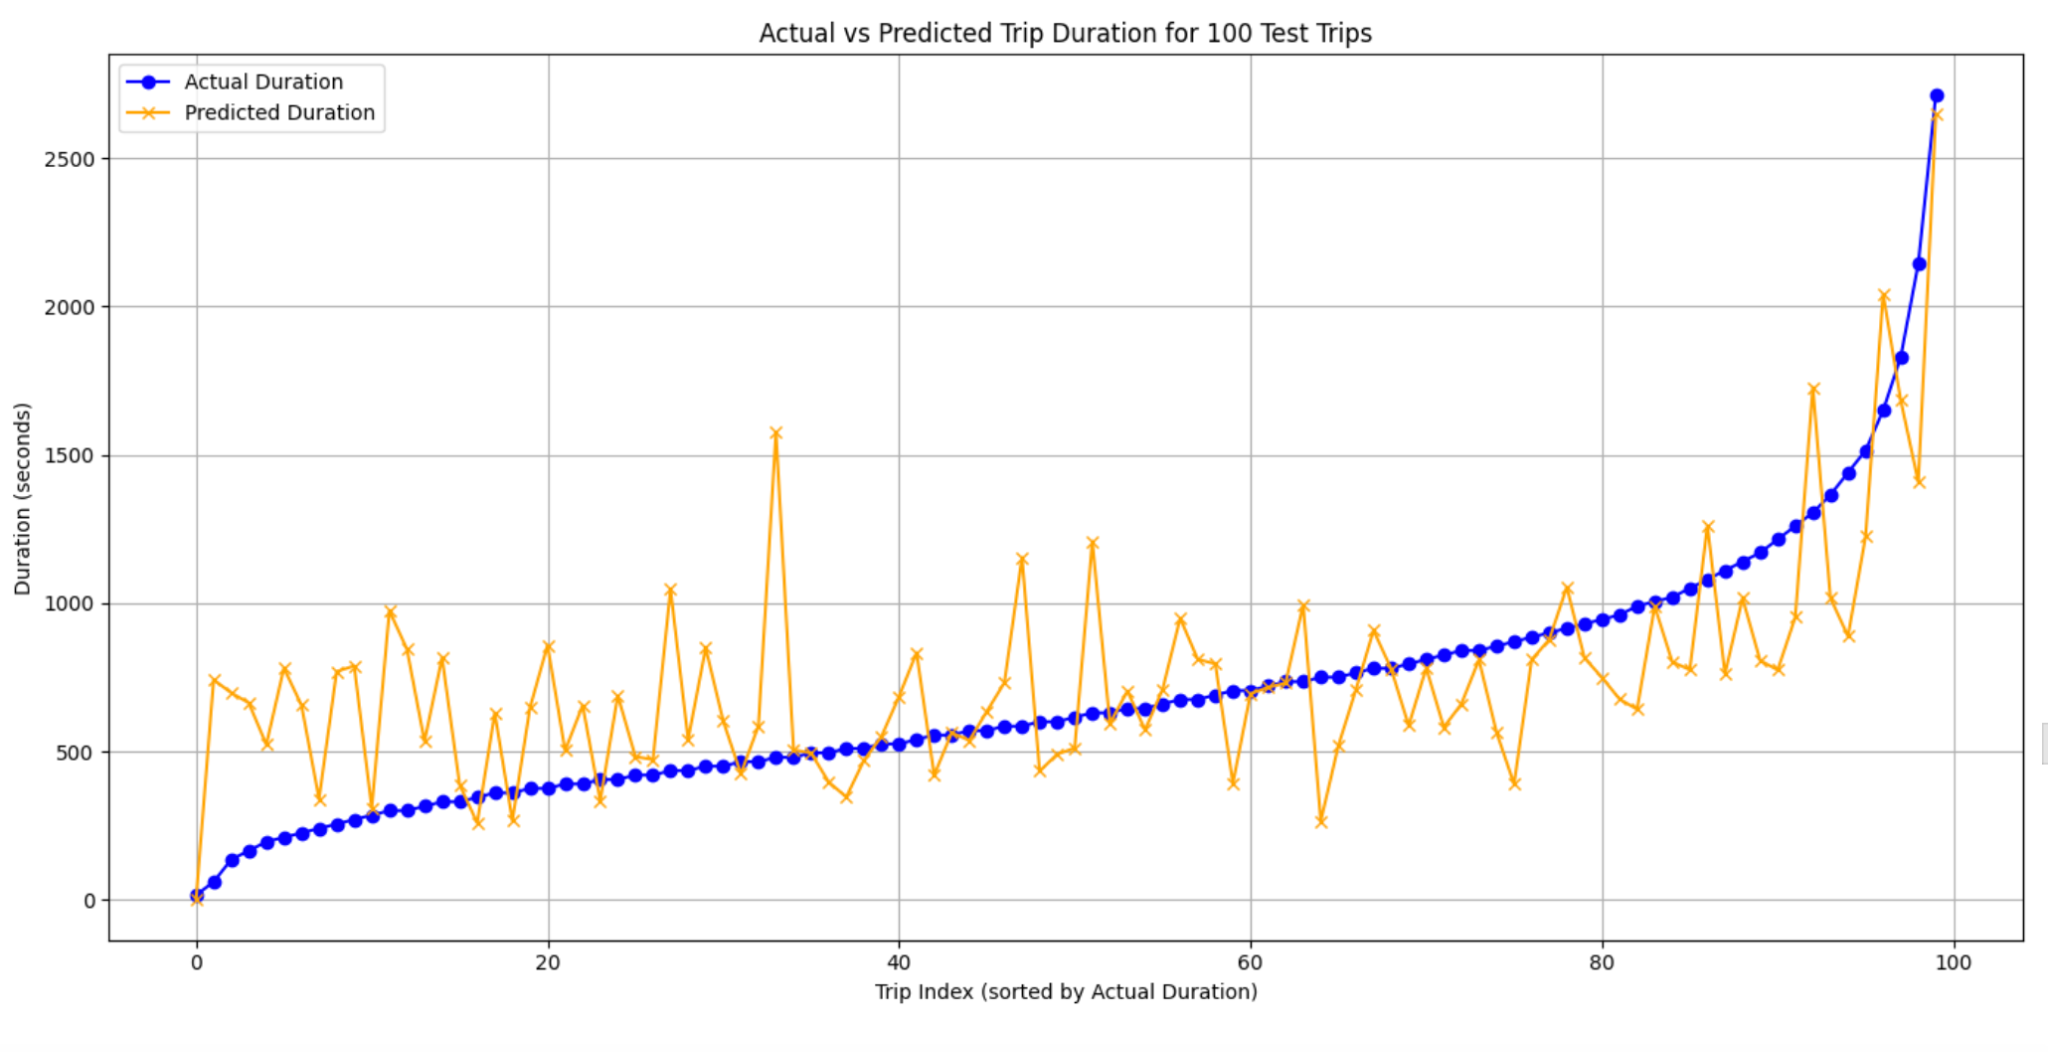 Actual vs Predicted Trip Duration for 100 Test Trips
Actual Duration
Predicted Duration
Duration (seconds)
2500
2000
1500
1000
500
0
0 20 40 60 80 100
Trip Index (sorted by Actual Duration)